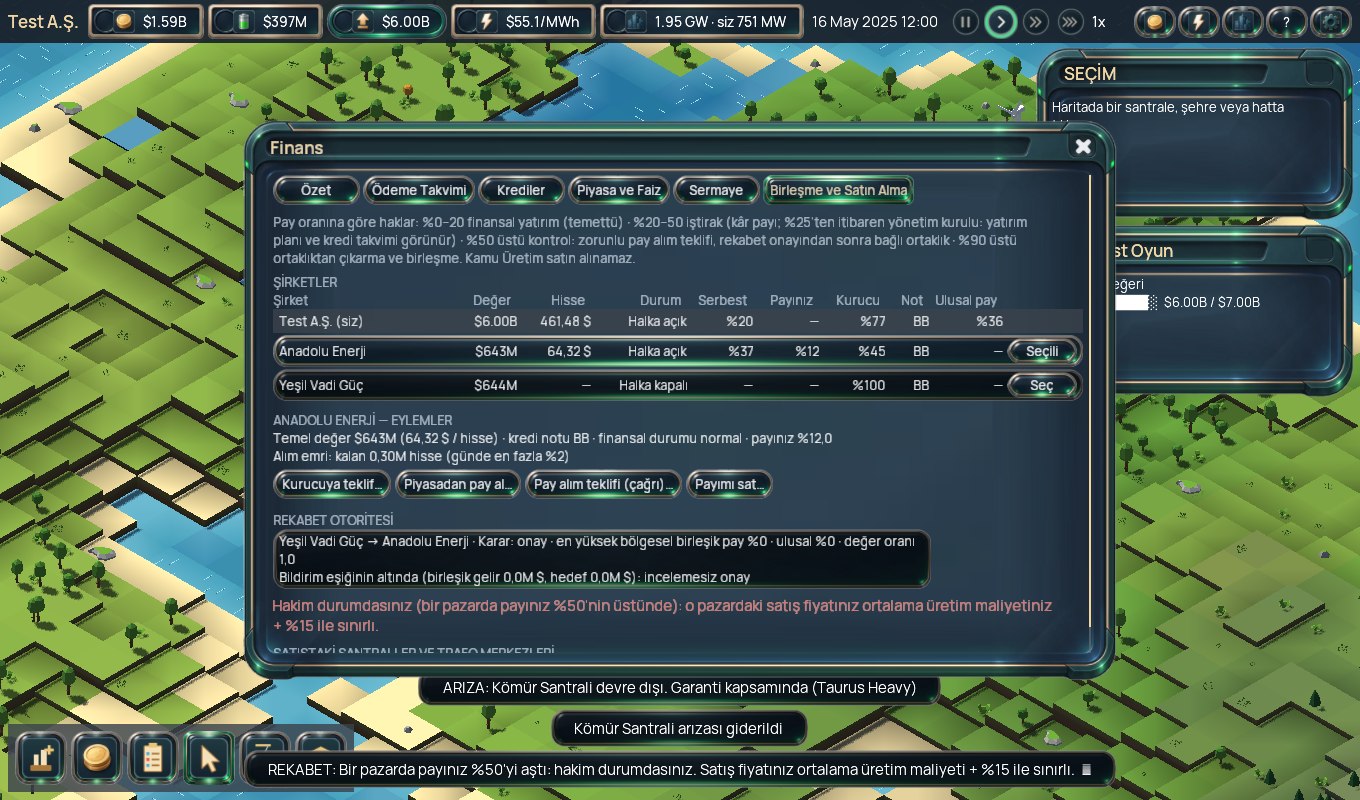 Test A.Ş. $1.59B $397M $6.00B $55.1/MWh 1.95 GW · siz 751 MW 16 May 2025 12:00 1x ?
SEÇİM
Haritada bir santrale, şehre veya hatta
Finans
Özet Ödeme Takvimi Krediler Piyasa ve Faiz Sermaye Birleşme ve Satın Alma
Pay oranına göre haklar: %0–20 finansal yatırım (temettü) · %20–50 iştirak (kâr payı; %25'ten itibaren yönetim kurulu: yatırım
planı ve kredi takvimi görünür) · %50 üstü kontrol: zorunlu pay alım teklifi, rekabet onayından sonra bağlı ortaklık · %90 üstü
ortaklıktan çıkarma ve birleşme. Kamu Üretim satın alınamaz.
st Oyun
eğeri
$6.00B / $7.00B
ŞİRKETLER
Şirket Değer Hisse Durum Serbest Payınız Kurucu Not Ulusal pay
Test A.Ş. (siz) $6.00B 461,48 $ Halka açık %20 — %77 BB %36
Anadolu Enerji $643M 64,32 $ Halka açık %37 %12 %45 BB — Seçili
Yeşil Vadi Güç $644M — Halka kapalı — — %100 BB — Seç
ANADOLU ENERJİ — EYLEMLER
Temel değer $643M (64,32 $ / hisse) · kredi notu BB · finansal durumu normal · payınız %12,0
Alım emri: kalan 0,30M hisse (günde en fazla %2)
Kurucuya teklif… Piyasadan pay al… Pay alım teklifi (çağrı)… Payımı sat…
REKABET OTORİTESİ
Yeşil Vadi Güç → Anadolu Enerji · Karar: onay · en yüksek bölgesel birleşik pay %0 · ulusal %0 · değer oranı
1,0
Bildirim eşiğinin altında (birleşik gelir 0,0M $, hedef 0,0M $): incelemesiz onay
Hakim durumdasınız (bir pazarda payınız %50'nin üstünde): o pazardaki satış fiyatınız ortalama üretim maliyetiniz
+ %15 ile sınırlı.
SATIŞTAKİ SANTRALLER VE TRAFO MERKEZLERİ
ARIZA: Kömür Santrali devre dışı. Garanti kapsamında (Taurus Heavy)
Kömür Santrali arızası giderildi
REKABET: Bir pazarda payınız %50'yi aştı: hakim durumdasınız. Satış fiyatınız ortalama üretim maliyeti + %15 ile sınırlı.